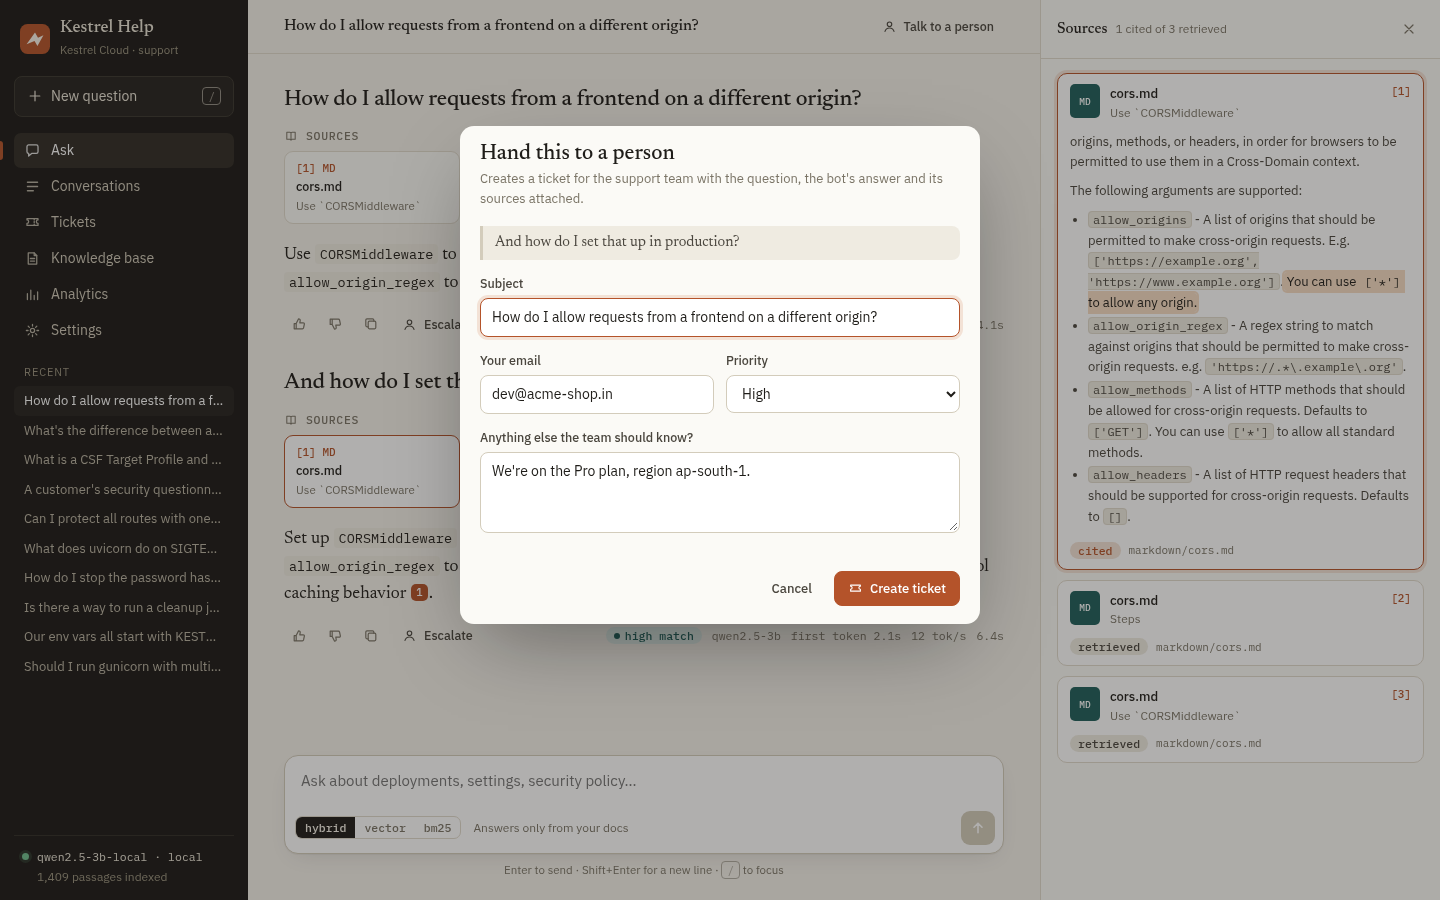 Kestrel Help
Kestrel Cloud · support
New question /
Ask
Conversations
Tickets
Knowledge base
Analytics
Settings
RECENT
How do I allow requests from a f...
What's the difference between a...
What is a CSF Target Profile and ...
A customer's security questionn...
Can I protect all routes with one...
What does uvicorn do on SIGTE...
How do I stop the password has...
Is there a way to run a cleanup j...
Our env vars all start with KEST...
Should I run gunicorn with multi...
qwen2.5-3b-local · local
1,409 passages indexed
How do I allow requests from a frontend on a different origin?
Talk to a person
How do I allow requests from a frontend on a different origin?
SOURCES
[1] MD
cors.md
Use `CORSMiddleware`
Use CORSMiddleware to
allow_origin_regex to
Escala
4.1s
And how do I set th
SOURCES
[1] MD
cors.md
Use `CORSMiddleware`
Set up CORSMiddleware
allow_origin_regex to
caching behavior 1.
Escalate
high match qwen2.5-3b first token 2.1s 12 tok/s 6.4s
Hand this to a person
Creates a ticket for the support team with the question, the bot's answer and its
sources attached.
And how do I set that up in production?
Subject
How do I allow requests from a frontend on a different origin?
Your email
Priority
dev@acme-shop.in
High
Anything else the team should know?
We're on the Pro plan, region ap-south-1.
Cancel
Create ticket
Ask about deployments, settings, security policy...
hybrid vector bm25 Answers only from your docs
Enter to send · Shift+Enter for a new line · / to focus
Sources 1 cited of 3 retrieved
MD
cors.md [1]
Use `CORSMiddleware`
origins, methods, or headers, in order for browsers to be
permitted to use them in a Cross-Domain context.
The following arguments are supported:
• allow_origins - A list of origins that should be
permitted to make cross-origin requests. E.g.
['https://example.org',
'https://www.example.org']. You can use ['*']
to allow any origin.
• allow_origin_regex - A regex string to match
against origins that should be permitted to make cross-
origin requests. e.g. 'https://.*\.example\.org'.
• allow_methods - A list of HTTP methods that should
be allowed for cross-origin requests. Defaults to
['GET']. You can use ['*'] to allow all standard
methods.
• allow_headers - A list of HTTP request headers that
should be supported for cross-origin requests. Defaults
to [].
cited markdown/cors.md
MD
cors.md [2]
Steps
retrieved markdown/cors.md
MD
cors.md [3]
Use `CORSMiddleware`
retrieved markdown/cors.md